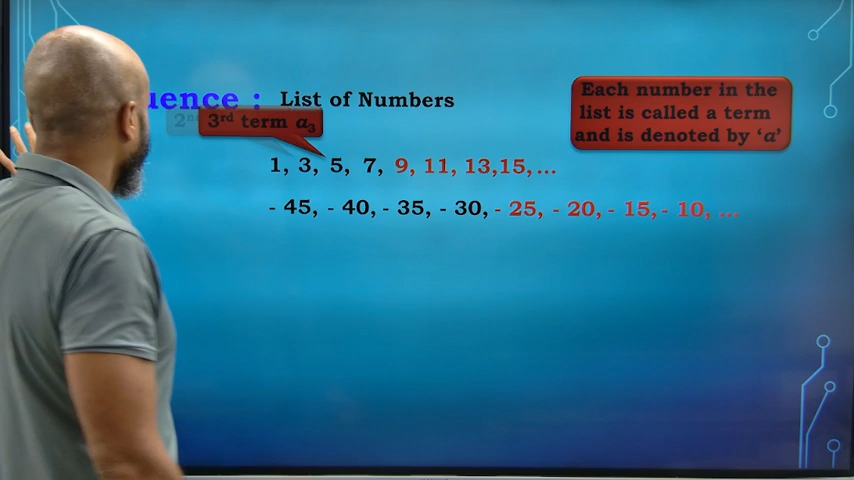 uence : List of Numbers
Each number in the
list is called a term
and is denoted by ‘a’
3rd term a3
1, 3, 5, 7, 9, 11, 13,15,...
- 45, - 40, - 35, - 30, - 25, - 20, - 15, - 10, ...